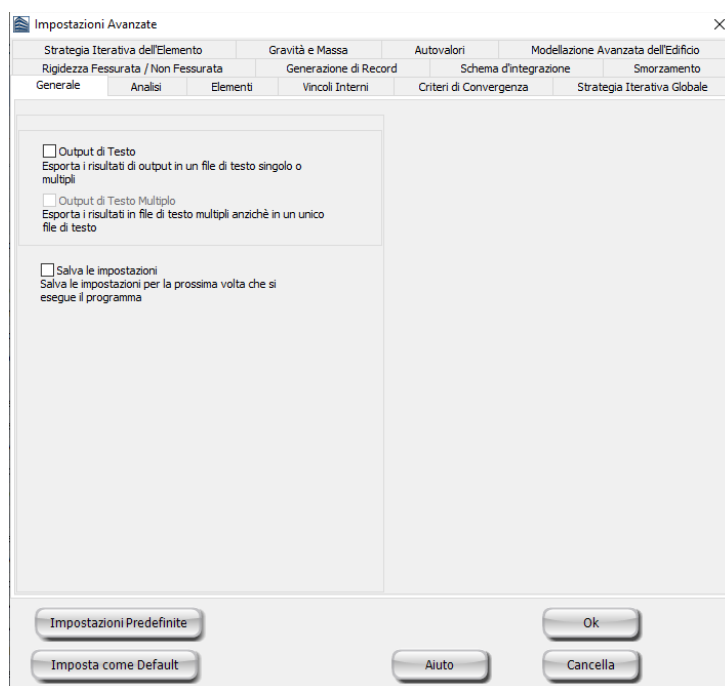 Impostazioni Avanzate
Strategia Iterativa dell'Elemento Gravità e Massa Autovalori Modellazione Avanzata dell'Edificio
Rigidezza Fessurata / Non Fessurata Generazione di Record Schema d'integrazione Smorzamento
Generale Analisi Elementi Vincoli Interni Criteri di Convergenza Strategia Iterativa Globale
Output di Testo
Esporta i risultati di output in un file di testo singolo o
multipli
Output di Testo Multiplo
Esporta i risultati in file di testo multipli anzichè in un unico
file di testo
Salva le impostazioni
Salva le impostazioni per la prossima volta che si
esegue il programma
Impostazioni Predefinite Ok
Imposta come Default Aiuto Cancella